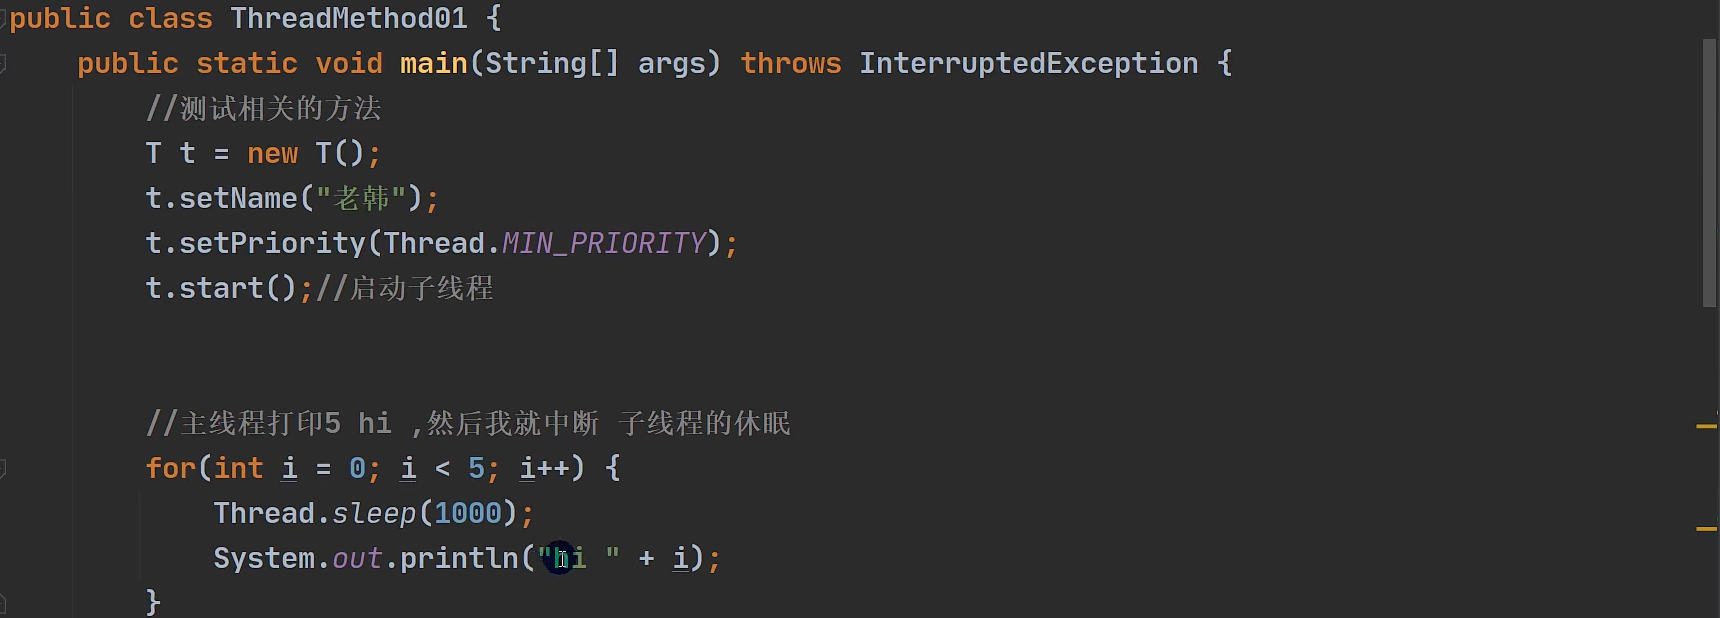 public class ThreadMethod01 {
    public static void main(String[] args) throws InterruptedException {
        //测试相关的方法
        T t = new T();
        t.setName("老韩");
        t.setPriority(Thread.MIN_PRIORITY);
        t.start();//启动子线程
        //主线程打印5 hi ,然后我就中断 子线程的休眠
        for(int i = 0; i < 5; i++) {
            Thread.sleep(1000);
            System.out.println("hi " + i);
        }